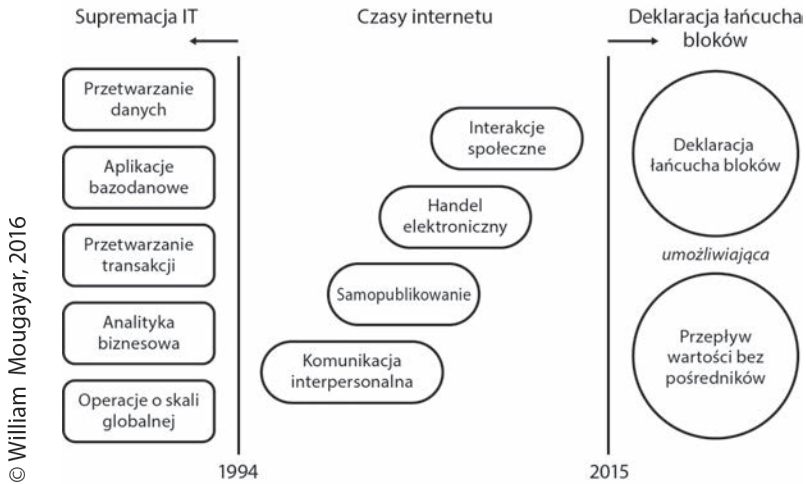 Supremacja IT
Czasy internetu
Deklaracja łańcucha
bloków
Przetwarzanie
danych
Aplikacje
bazodanowe
Przetwarzanie
transakcji
Analityka
biznesowa
Operacje o skali
globalnej
Interakcje
społeczne
Handel
elektroniczny
Samopublikowanie
Komunikacja
interpersonalna
Deklaracja
łańcucha bloków
umożliwiająca
Przepływ
wartości bez
pośredników
1994
2015
© William Mougayar, 2016